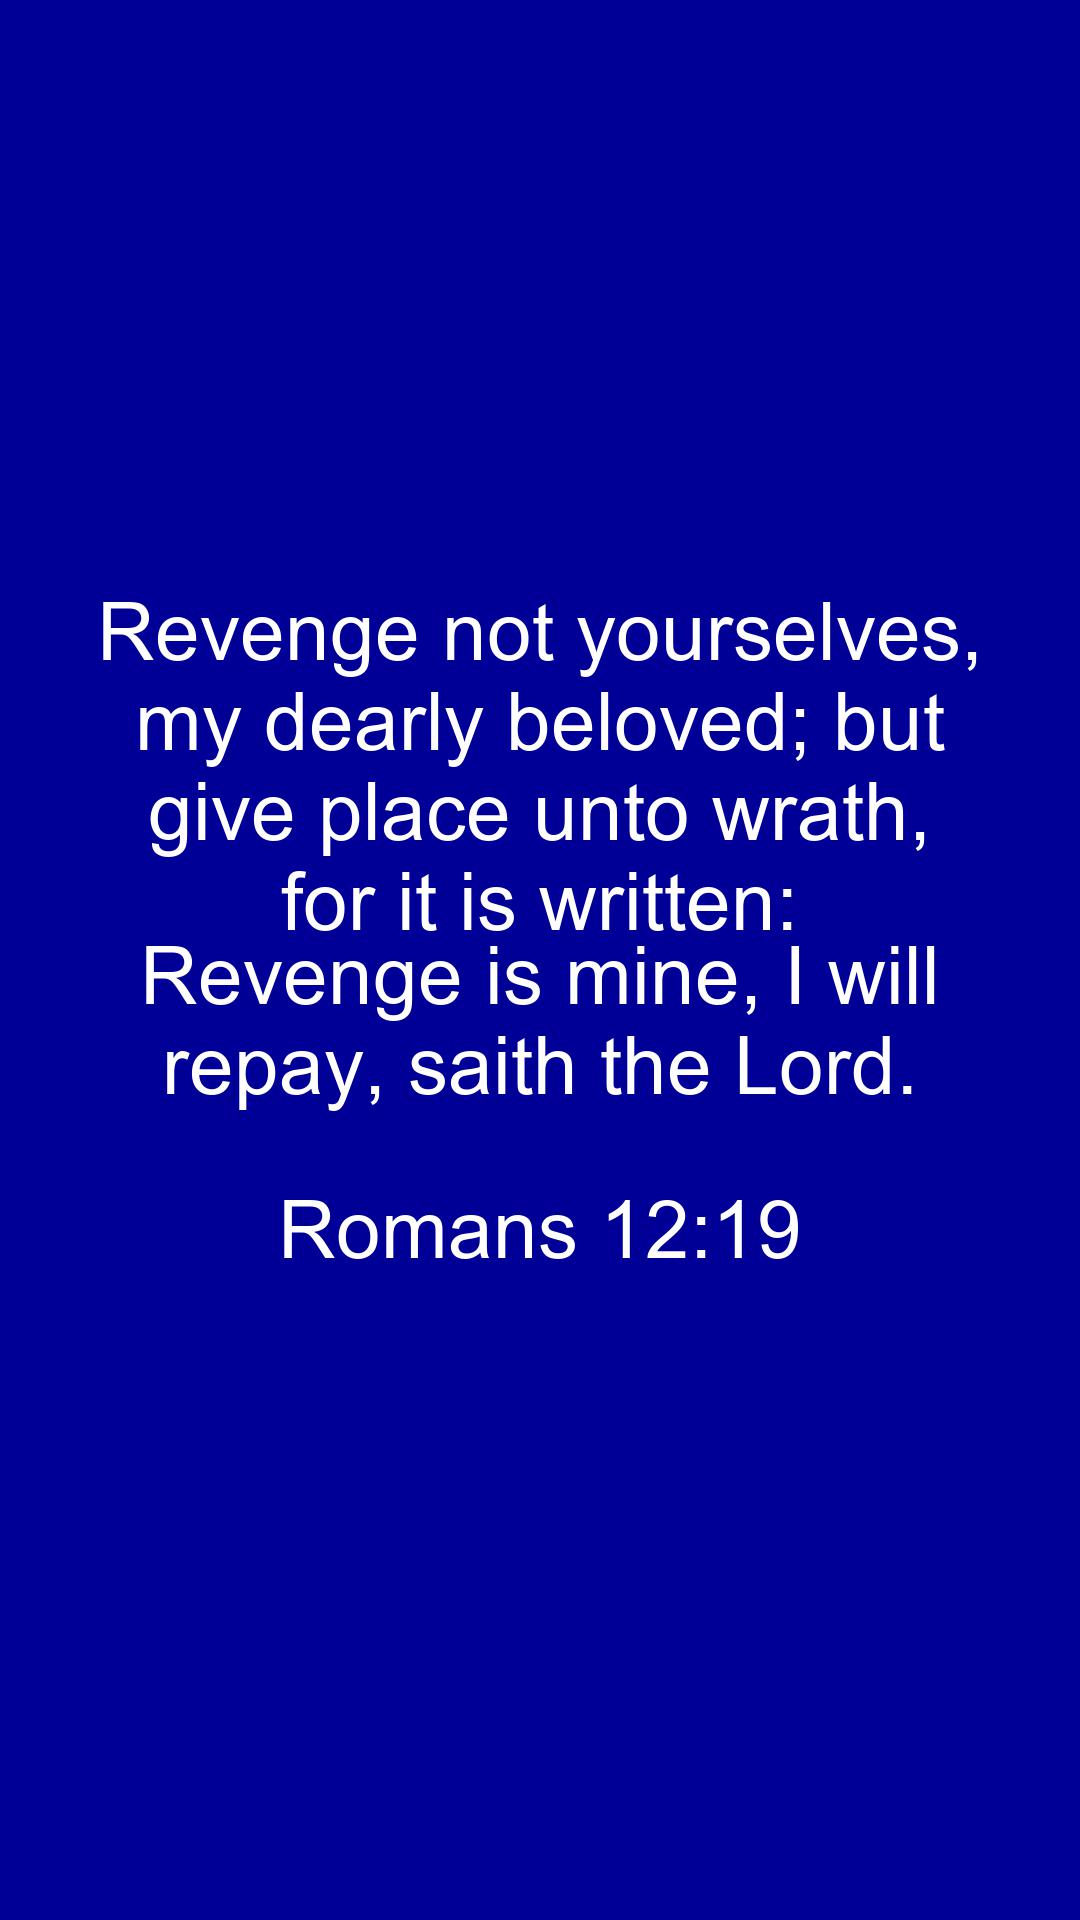 Revenge not yourselves,
my dearly beloved; but
give place unto wrath,
for it is written:
Revenge is mine, I will
repay, saith the Lord.
Romans 12:19